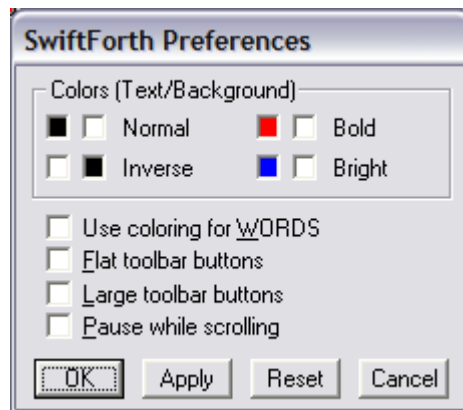 SwiftForth Preferences
Colors (Text/Background)
Normal Bold
Inverse Bright
Use coloring for WORDS
Flat toolbar buttons
Large toolbar buttons
Pause while scrolling
OK Apply Reset Cancel